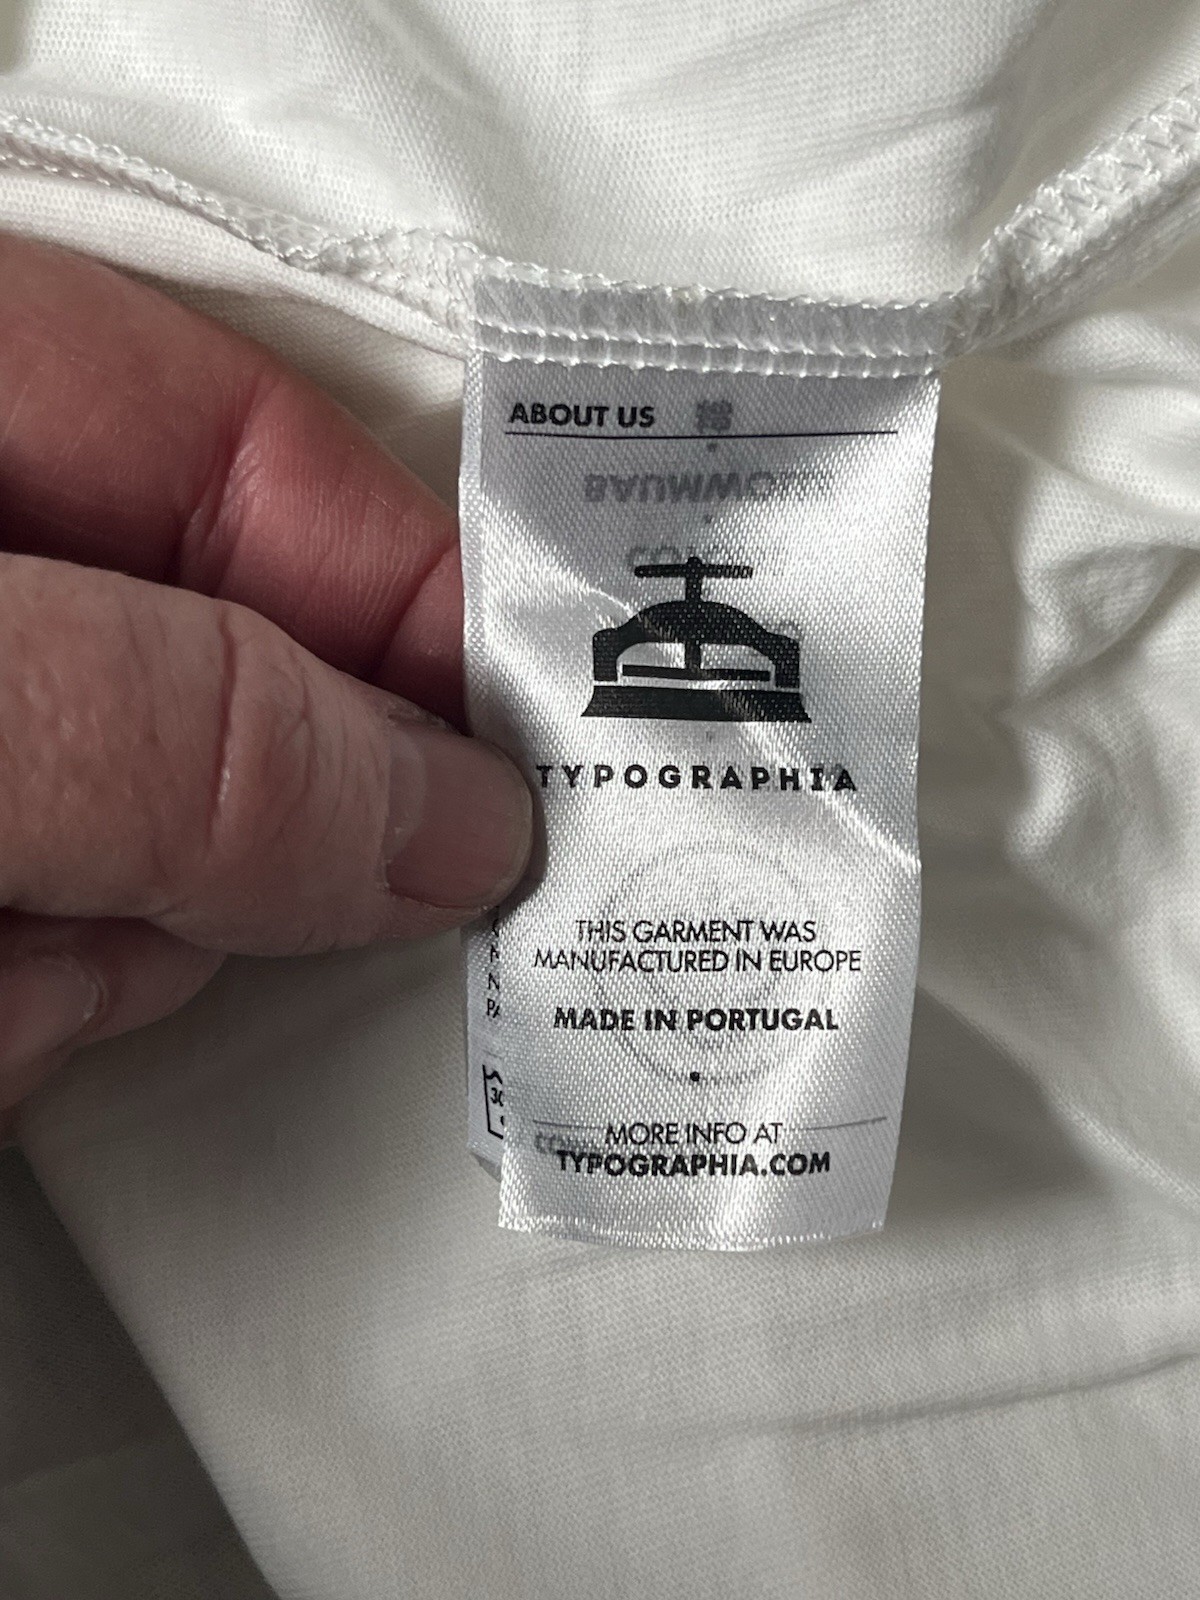 ABOUT US
TYPOGRAPHIA
THIS GARMENT WAS
MANUFACTURED IN EUROPE
MADE IN PORTUGAL
MORE INFO AT
TYPOGRAPHIA.COM